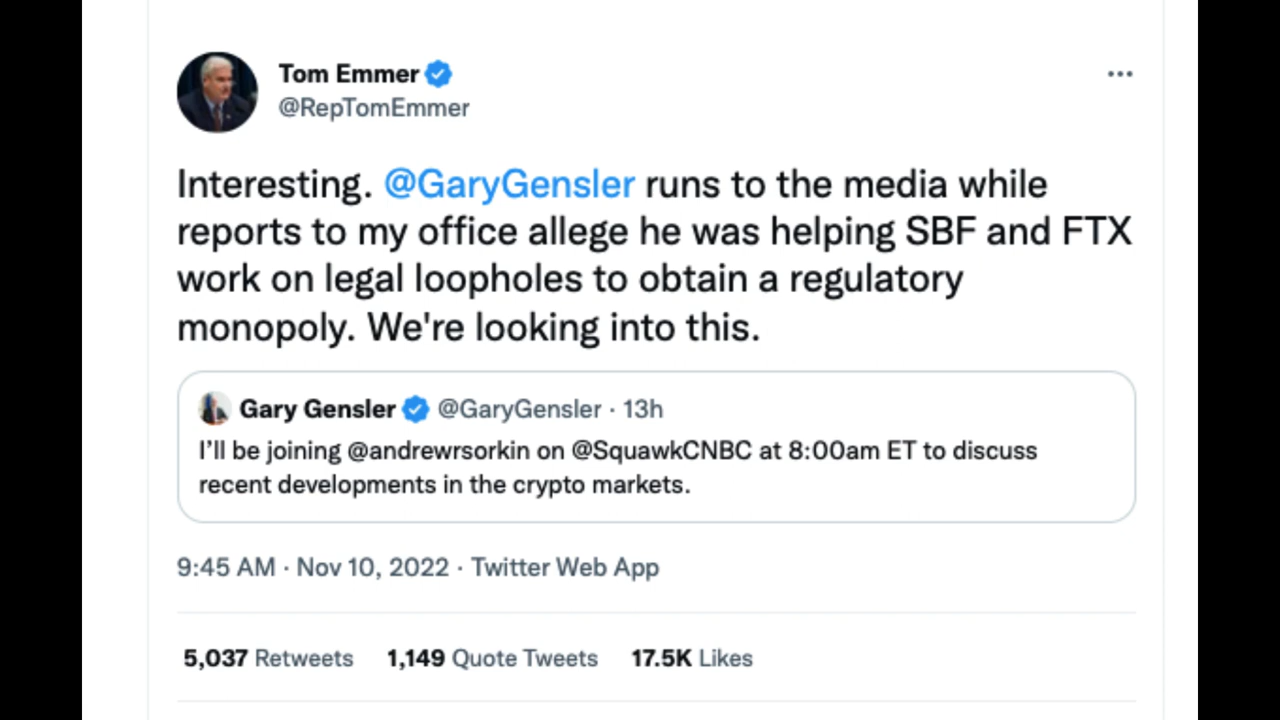 Tom Emmer
@RepTomEmmer
Interesting. @GaryGensler runs to the media while
reports to my office allege he was helping SBF and FTX
work on legal loopholes to obtain a regulatory
monopoly. We're looking into this.
Gary Gensler @GaryGensler · 13h
I’ll be joining @andrewrsorkin on @SquawkCNBC at 8:00am ET to discuss
recent developments in the crypto markets.
9:45 AM · Nov 10, 2022 · Twitter Web App
5,037 Retweets 1,149 Quote Tweets 17.5K Likes